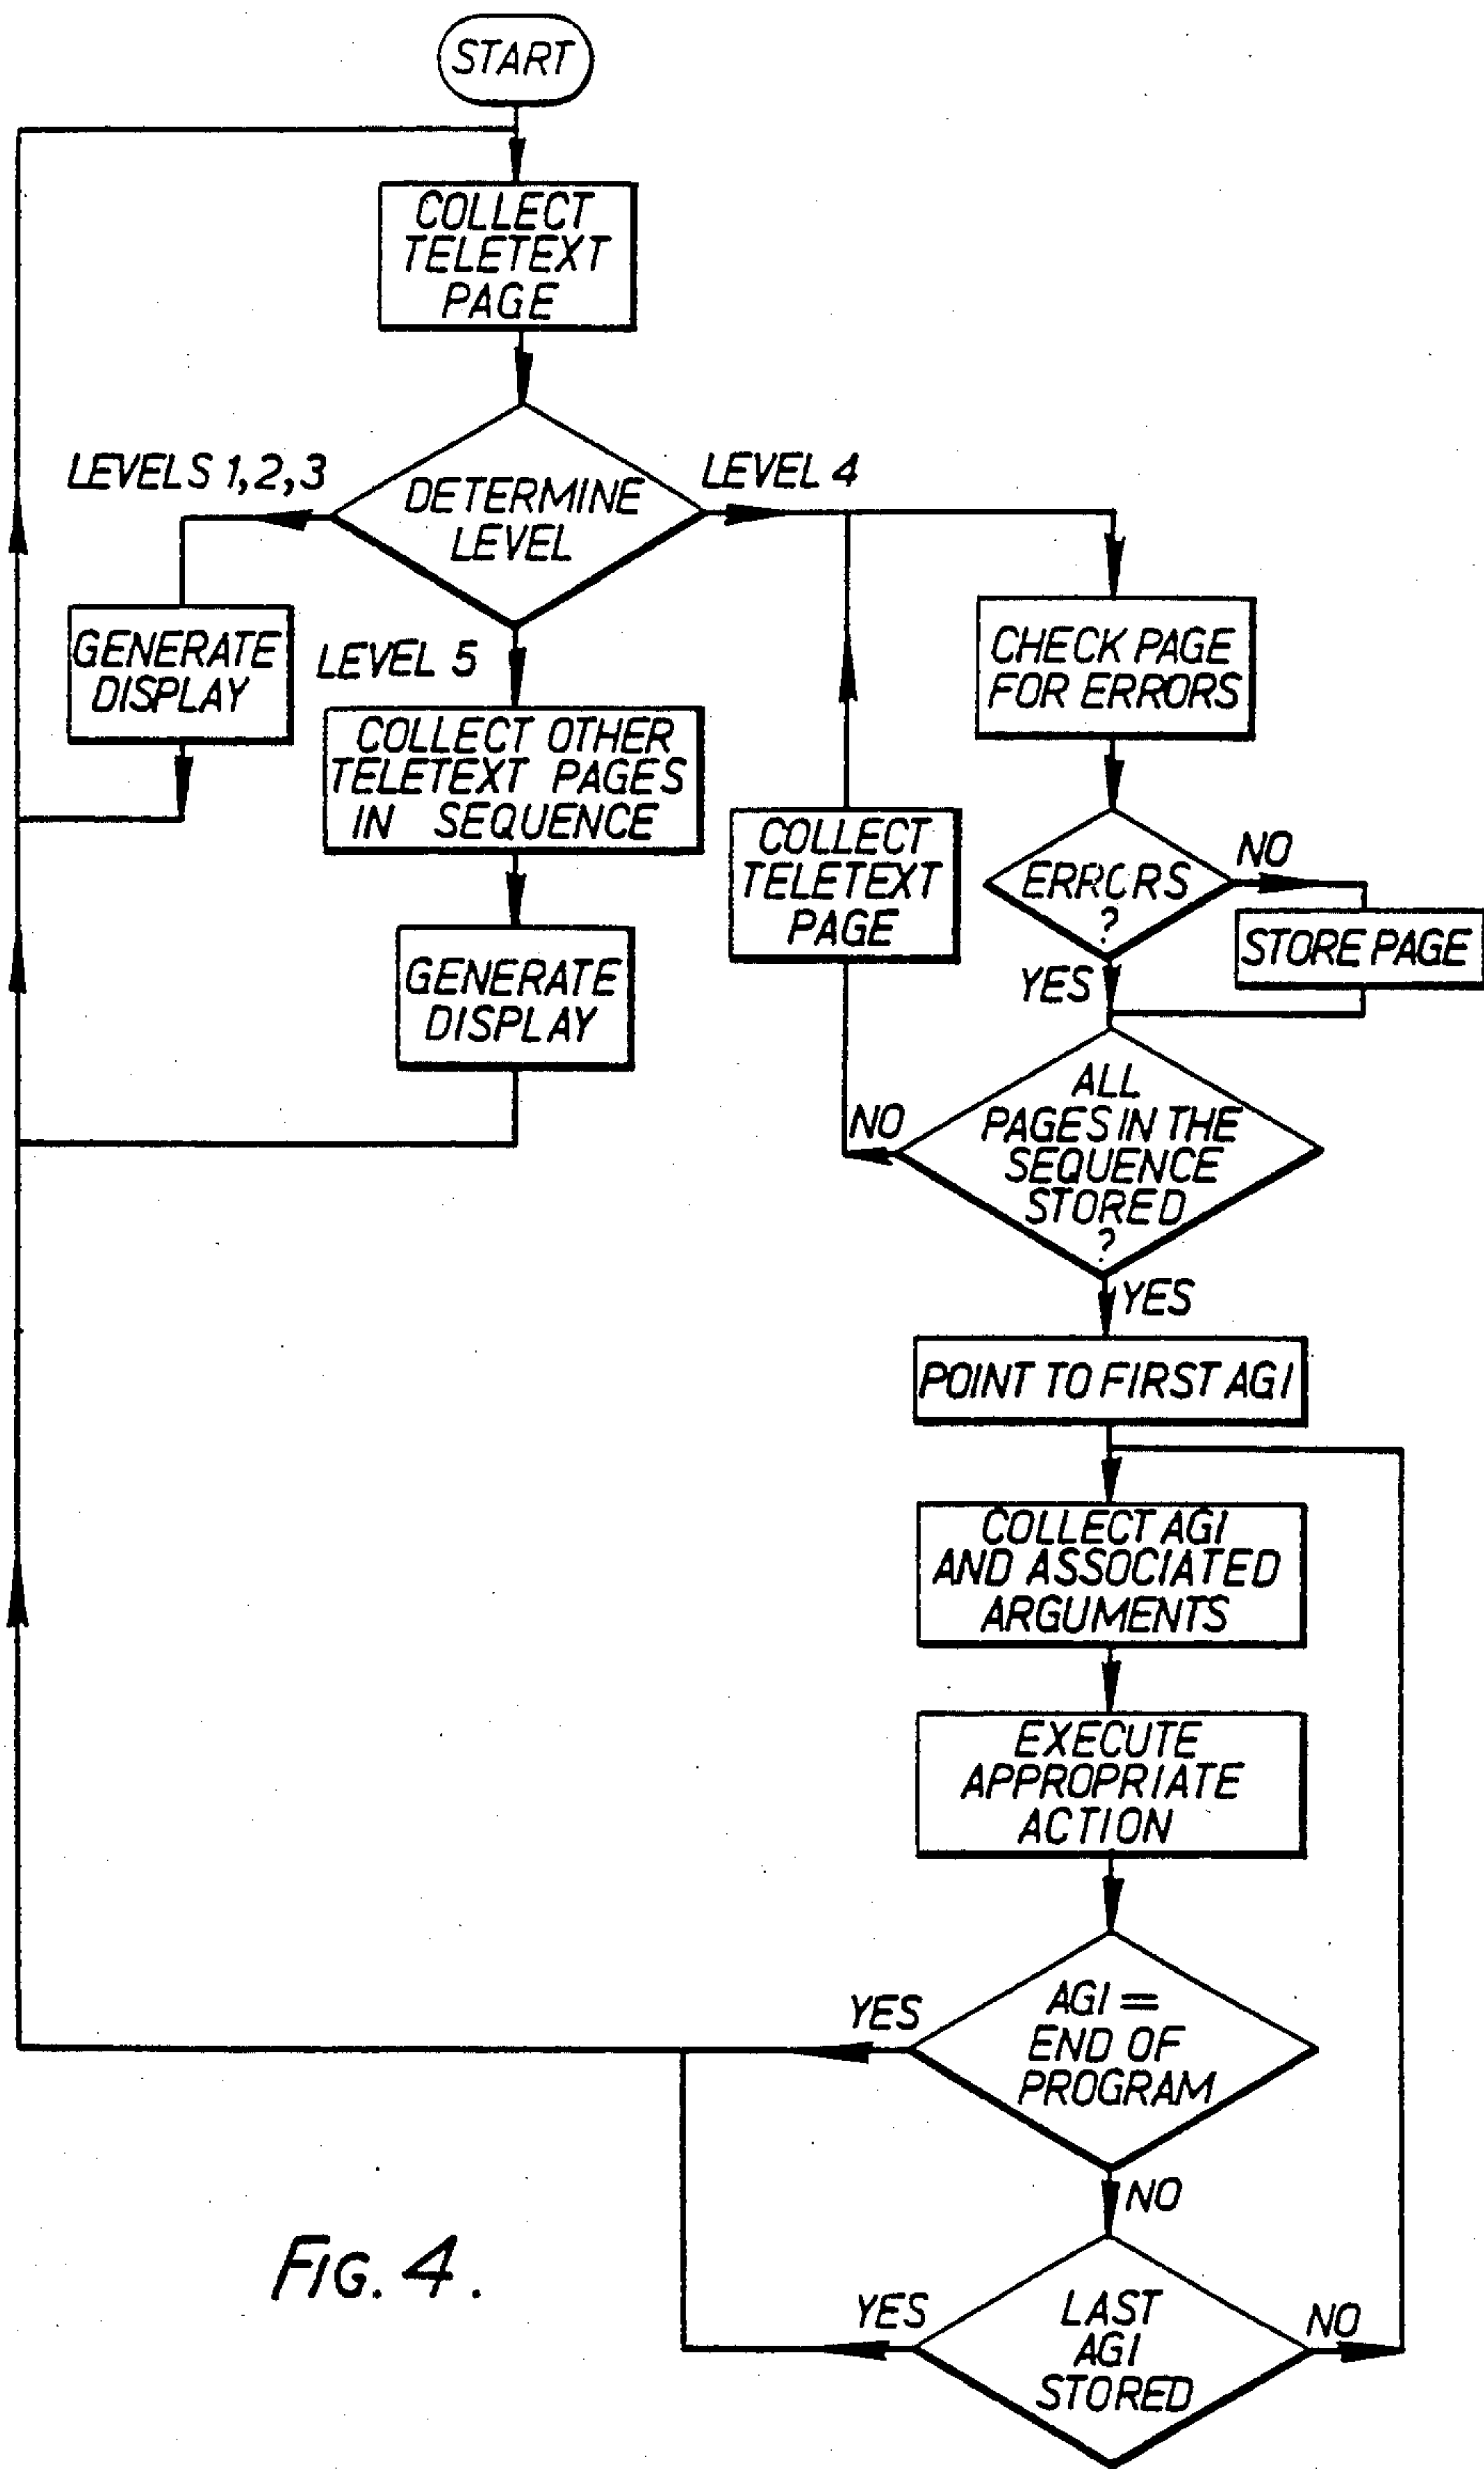 START
COLLECT
TELETEXT
PAGE
LEVELS 1,2,3
DETERMINE
LEVEL
LEVEL 4
LEVEL 5
GENERATE
DISPLAY
COLLECT OTHER
TELETEXT PAGES
IN SEQUENCE
GENERATE
DISPLAY
COLLECT
TELETEXT
PAGE
CHECK PAGE
FOR ERRORS
ERRORS
?
NO
STORE PAGE
YES
ALL
PAGES IN THE
SEQUENCE
STORED
?
NO
YES
POINT TO FIRST AGI
COLLECT AGI
AND ASSOCIATED
ARGUMENTS
EXECUTE
APPROPRIATE
ACTION
AGI =
END OF
PROGRAM
YES
NO
LAST
AGI
STORED
YES
NO
FIG. 4.